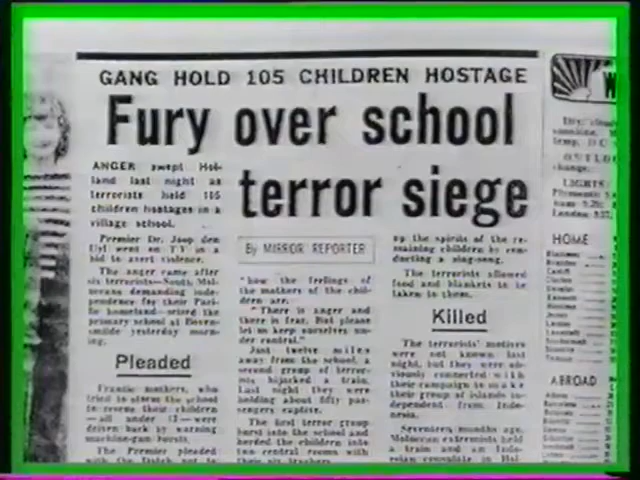 GANG HOLD 105 CHILDREN HOSTAGE
Fury over school
terror siege
ANGER swept Hol-
land last night as
terrorists held 105
children hostages in a
village school.
Premier Dr. Joop den
Uyl went on TV in a
bid to avert violence.
The anger came after
six terrorists—South
demanding inde-
pendence for their Paci-
fic homeland—seized the
primary school at Boven-
smilde yesterday morn-
ing.
Pleaded
Frantic mothers, who
tried to storm the school
to rescue their children
—all under 12—were
driven back by warning
machine-gun bursts.
The Premier pleaded
By MIRROR REPORTER
"how the feelings of
the mothers of the chil-
dren are.
"There is anger and
there is fear. But please
let us keep ourselves un-
der control."
Just twelve miles
away from the school, a
second group of terror-
ists hijacked a train.
Last night they were
holding about fifty pas-
sengers captive.
The first terror group
burst into the school and
herded the children into
two central rooms with
their six teachers.
up the spirits of the re-
maining children by con-
ducting a sing-song.
The terrorists allowed
food and blankets to be
taken to them.
Killed
The terrorists' motives
were not known last
night, but they were ob-
viously connected with
their campaign to make
their group of islands in-
dependent from Indo-
nesia.
Seventeen months ago,
Moluccan extremists held
a train and an Indo-
nesian consulate in Hol-
W
LIGHTS
London
HOME
Cardiff
ABROAD